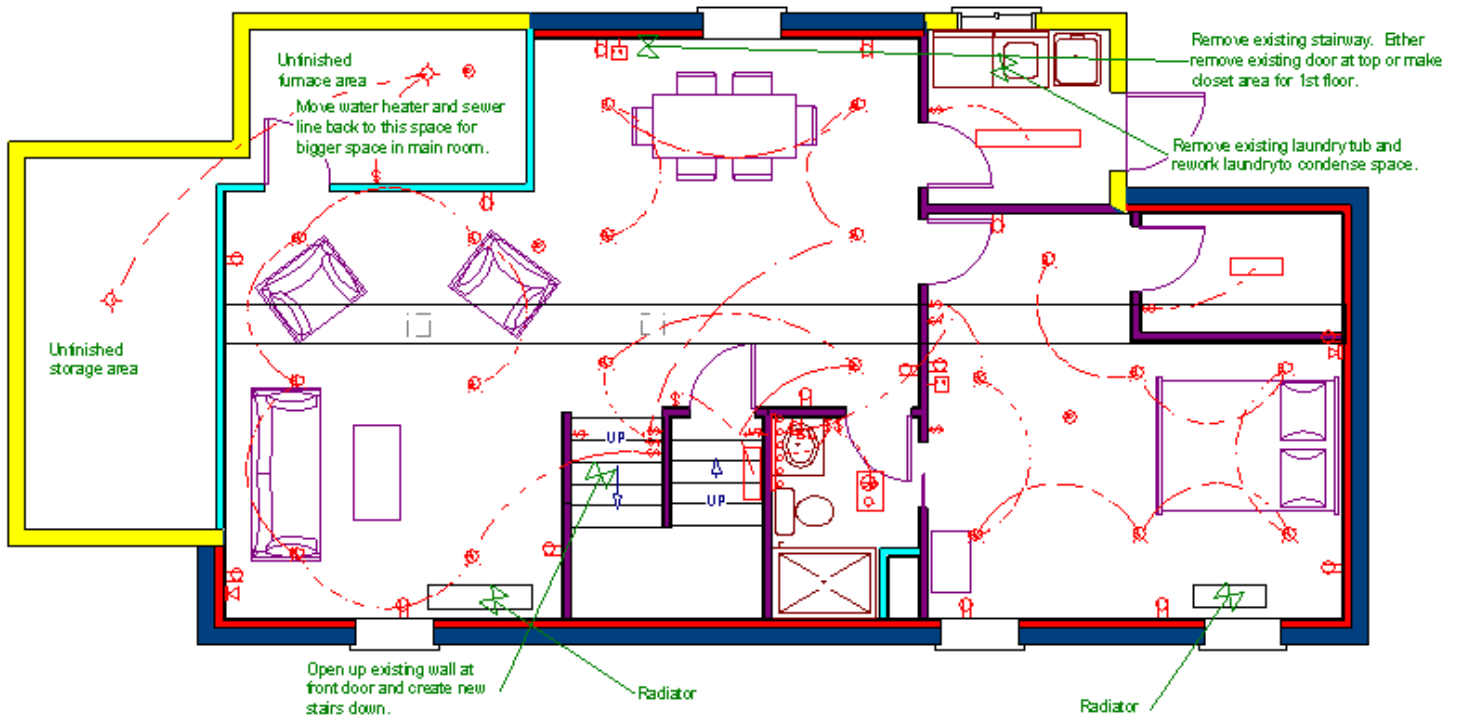 Unfinished
furnace area
Move water heater and sewer
line back to this space for
bigger space in main room.
Remove existing stairway. Either
remove existing door at top or make
closet area for 1st floor.
Remove existing laundry tub and
rework laundry to condense space.
Unfinished
storage area
UP
UP
Open up existing wall at
front door and create new
stairs down.
Radiator
Radiator